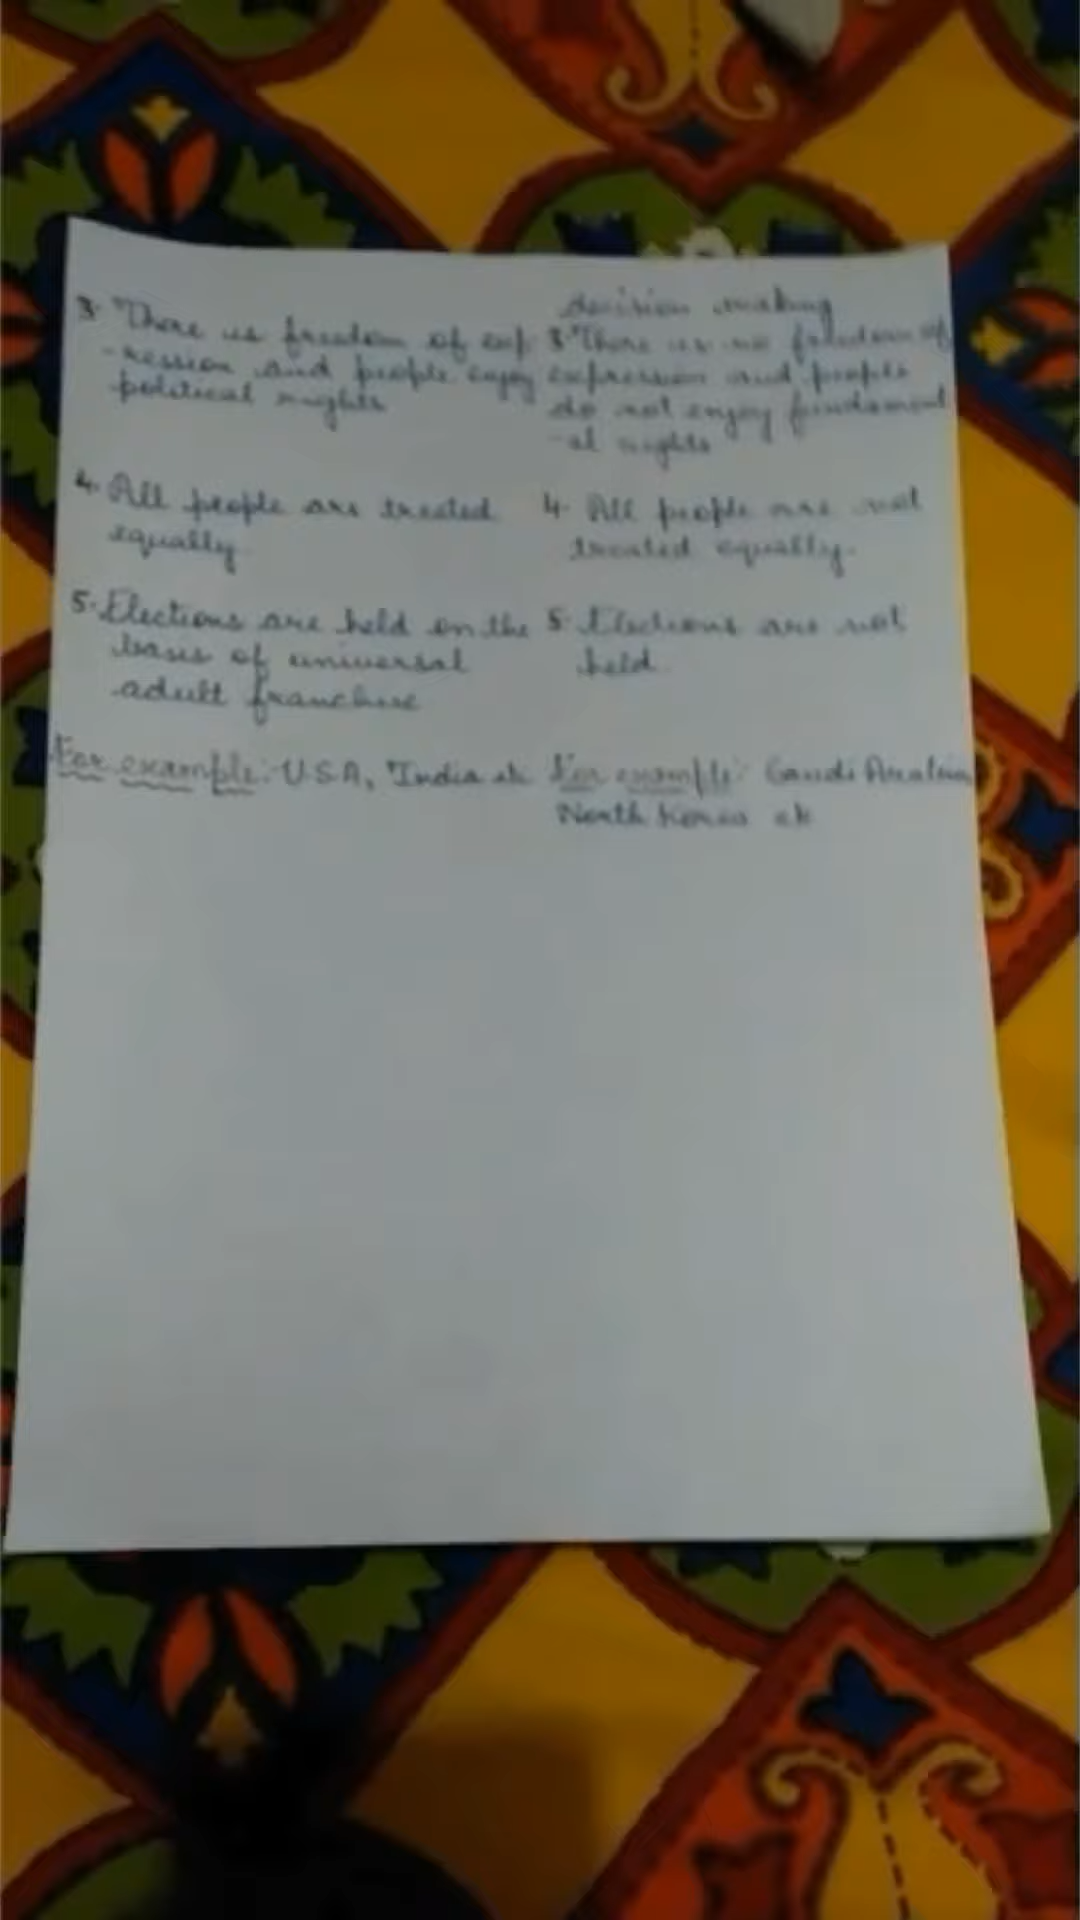 decision making
3. There is freedom of exp
-ression and people enjoy
political rights
3. There is no freedom of
expression and people
do not enjoy fundament
-al rights
4. All people are treated
equally.
4. All people are not
treated equally.
5. Elections are held on the
basis of universal
adult franchise
5. Elections are not
held.
For example: U.S.A, India etc
For example: Saudi Arabia,
North Korea etc